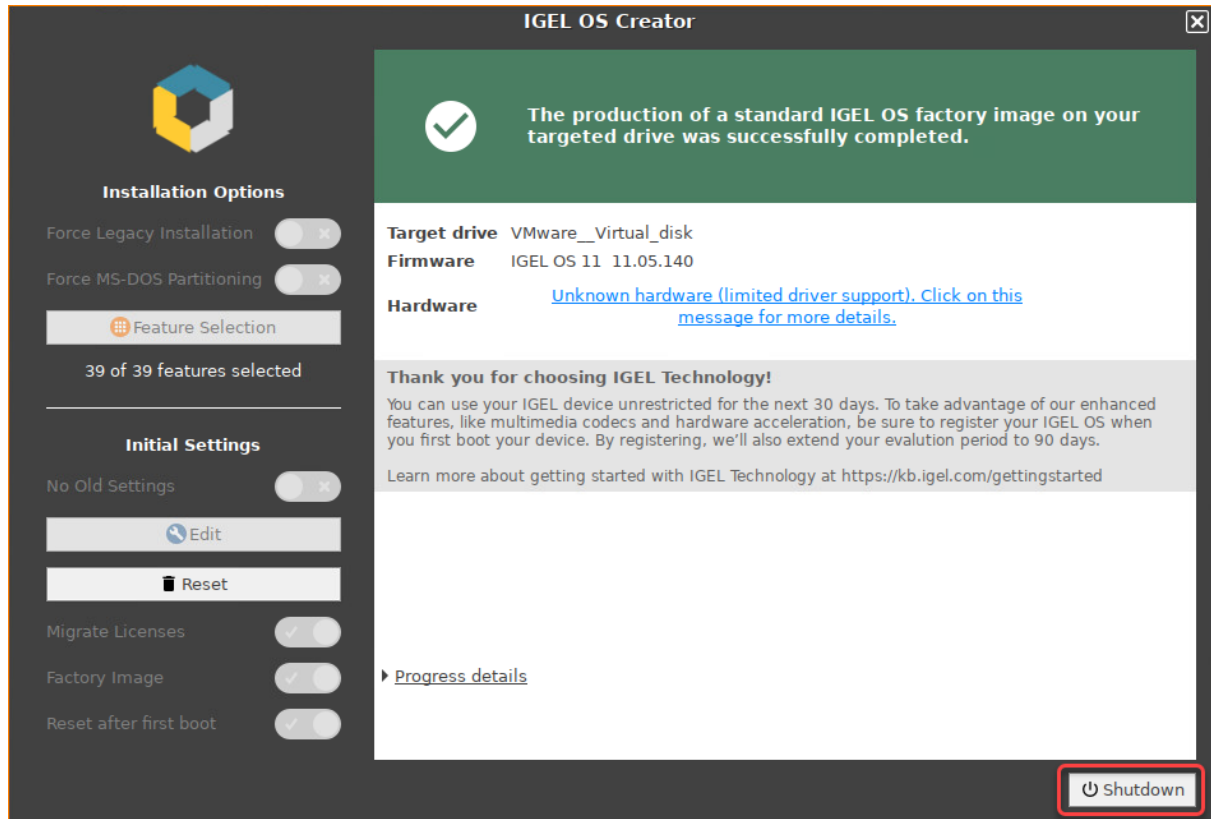 IGEL OS Creator
Installation Options
Force Legacy Installation
Force MS-DOS Partitioning
Feature Selection
39 of 39 features selected
Initial Settings
No Old Settings
Edit
Reset
Migrate Licenses
Factory Image
Reset after first boot
The production of a standard IGEL OS factory image on your
targeted drive was successfully completed.
Target drive VMware__Virtual_disk
Firmware IGEL OS 11 11.05.140
Hardware Unknown hardware (limited driver support). Click on this
message for more details.
Thank you for choosing IGEL Technology!
You can use your IGEL device unrestricted for the next 30 days. To take advantage of our enhanced
features, like multimedia codecs and hardware acceleration, be sure to register your IGEL OS when
you first boot your device. By registering, we'll also extend your evalution period to 90 days.
Learn more about getting started with IGEL Technology at https://kb.igel.com/gettingstarted
Progress details
Shutdown